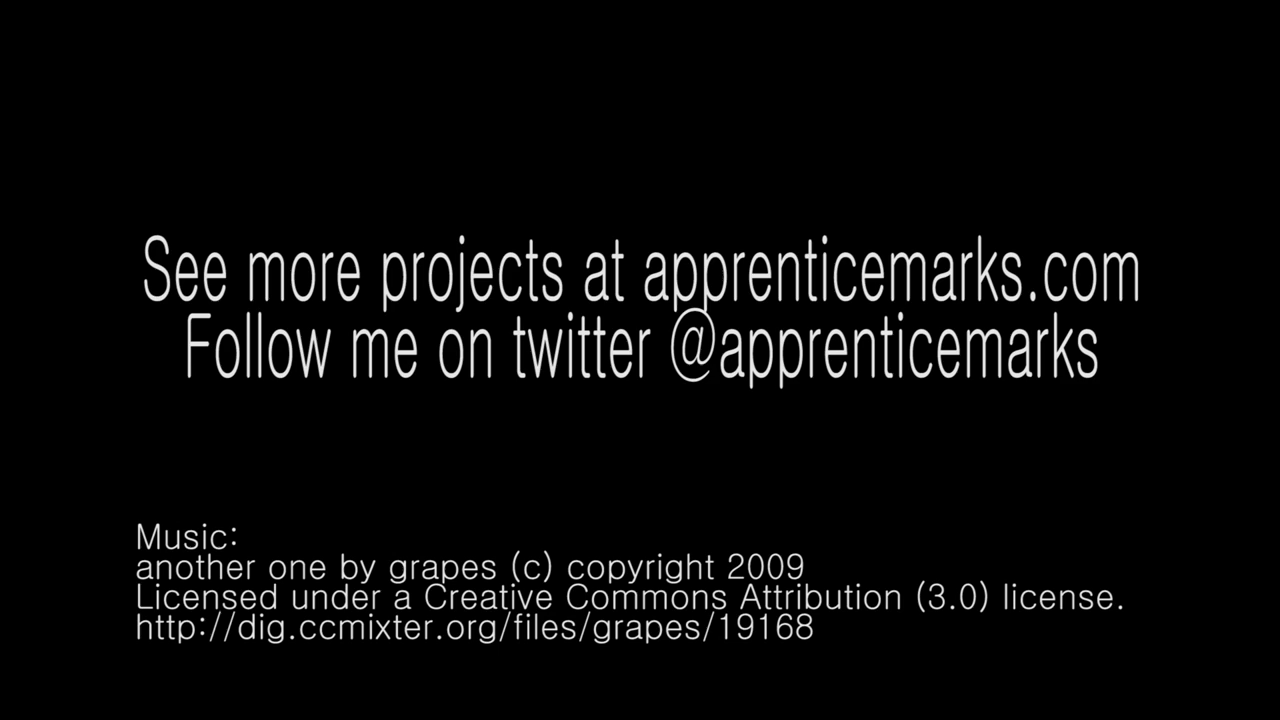 See more projects at apprenticemarks.com
Follow me on twitter @apprenticemarks
Music:
another one by grapes (c) copyright 2009
Licensed under a Creative Commons Attribution (3.0) license.
http://dig.ccmixter.org/files/grapes/19168